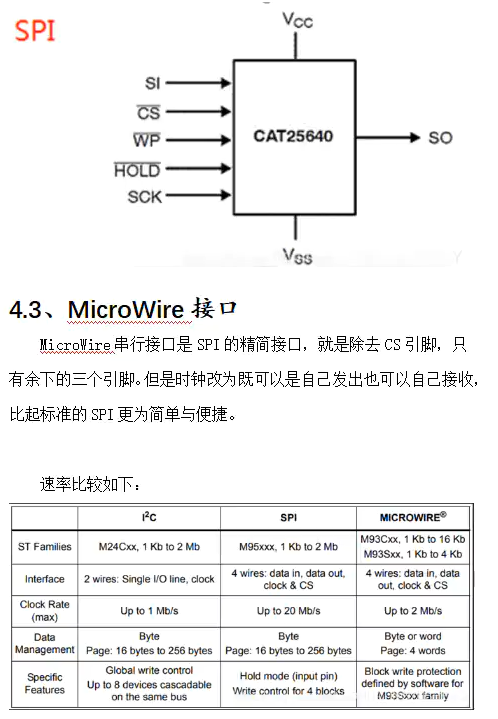 SPI
VCC
SI
CS
WP
HOLD
SCK
CAT25640
SO
VSS
4.3、MicroWire 接口
MicroWire 串行接口是 SPI 的精简接口，就是除去 CS 引脚，只
有余下的三个引脚。但是时钟改为既可以是自己发出也可以自己接收，
比起标准的 SPI 更为简单与便捷。
速率比较如下：
I²C SPI MICROWIRE®
ST Families M24Cxx, 1 Kb to 2 Mb M95xxx, 1 Kb to 2 Mb M93Cxx, 1 Kb to 16 Kb
M93Sxx, 1 Kb to 4 Kb
Interface 2 wires: Single I/O line, clock 4 wires: data in, data out,
clock & CS 4 wires: data in, data
out, clock & CS
Clock Rate
(max) Up to 1 Mb/s Up to 20 Mb/s Up to 2 Mb/s
Data
Management Byte
Page: 16 bytes to 256 bytes Byte
Page: 16 bytes to 256 bytes Byte or word
Page: 4 words
Specific
Features Global write control
Up to 8 devices cascadable
on the same bus Hold mode (input pin)
Write control for 4 blocks Block write protection
defined by software for
M93Sxxx family